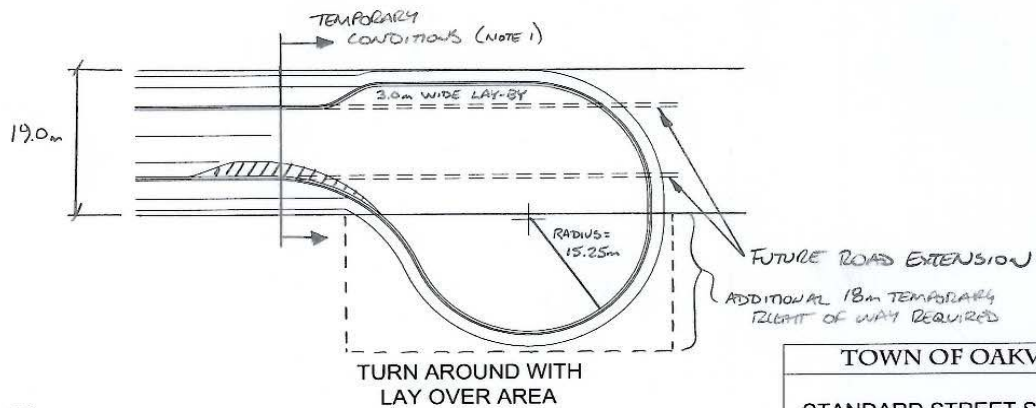 TEMPORARY
CONDITIONS (NOTE 1)
3.0m WIDE LAY-BY
19.0m
RADIUS=
15.25m
FUTURE ROAD EXTENSION
ADDITIONAL 18m TEMPORARY
RIGHT OF WAY REQUIRED
TURN AROUND WITH
LAY OVER AREA
TOWN OF OAKV
STANDARD STREET S